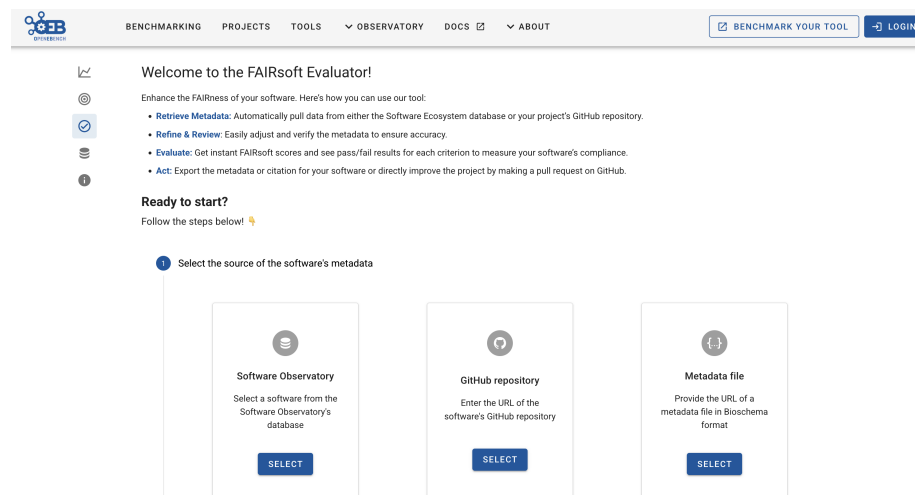 OPENEBENCH
BENCHMARKING PROJECTS TOOLS OBSERVATORY DOCS ABOUT BENCHMARK YOUR TOOL LOGIN
Welcome to the FAIRsoft Evaluator!
Enhance the FAIRness of your software. Here's how you can use our tool:
• Retrieve Metadata: Automatically pull data from either the Software Ecosystem database or your project's GitHub repository.
• Refine & Review: Easily adjust and verify the metadata to ensure accuracy.
• Evaluate: Get instant FAIRsoft scores and see pass/fail results for each criterion to measure your software's compliance.
• Act: Export the metadata or citation for your software or directly improve the project by making a pull request on GitHub.
Ready to start?
Follow the steps below! 👇
1 Select the source of the software's metadata
Software Observatory
Select a software from the
Software Observatory's
database
SELECT
GitHub repository
Enter the URL of the
software's GitHub repository
SELECT
{..}
Metadata file
Provide the URL of a
metadata file in Bioschema
format
SELECT